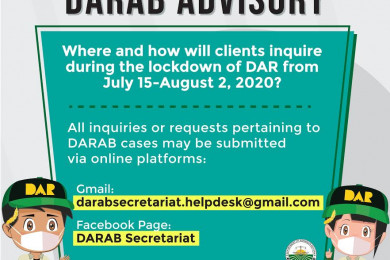 DARAB ADVISORY
Where and how will clients inquire
during the lockdown of DAR from
July 15-August 2, 2020?
All inquiries or requests pertaining to
DARAB cases may be submitted
via online platforms:
Gmail:
darabsecretariat.helpdesk@gmail.com
Facebook Page:
DARAB Secretariat
DAR
DAR